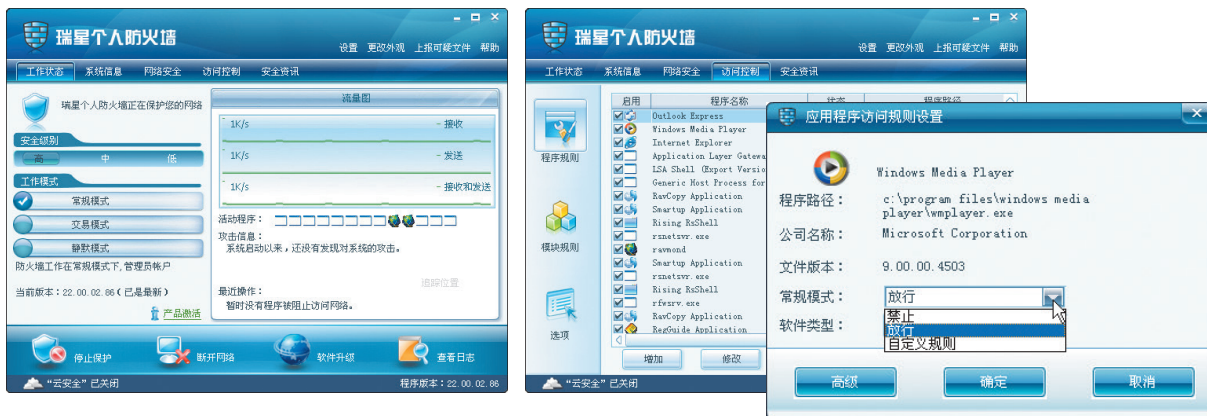 瑞星个人防火墙
设置 更改外观 上报可疑文件 帮助
工作状态 系统信息 网络安全 访问控制 安全资讯
瑞星个人防火墙正在保护您的网络
安全级别
高 中 低
工作模式
常规模式
交易模式
静默模式
防火墙工作在常规模式下,管理员帐户
当前版本：22.00.02.86(已是最新)
产品激活
流量图
1K/s - 接收
1K/s - 发送
1K/s - 接收和发送
活动程序：
攻击信息：
系统启动以来，还没有发现对系统的攻击。
追踪位置
最近操作：
暂时没有程序被阻止访问网络。
停止保护 断开网络 软件升级 查看日志
“云安全”已关闭 程序版本：22.00.02.86
瑞星个人防火墙
设置 更改外观 上报可疑文件 帮助
工作状态 系统信息 网络安全 访问控制 安全资讯
程序规则
模块规则
选项
启用 程序名称 状态 程序路径
Outlook Express
Windows Media Player
Internet Explorer
Application Layer Gatewa
LSA Shell (Export Versio
Generic Host Process for
RavCopy Application
Smartup Application
Rising RsShell
rsnetsvr.exe
ravmond
Smartup Application
rsnetsvr.exe
Rising RsShell
rfwsrv.exe
RavCopy Application
RegGuide Application
增加 修改
“云安全”已关闭
应用程序访问规则设置
Windows Media Player
程序路径： c:\program files\windows media
player\wmplayer.exe
公司名称： Microsoft Corporation
文件版本： 9.00.00.4503
常规模式： 放行
禁止
软件类型： 放行
自定义规则
高级 确定 取消